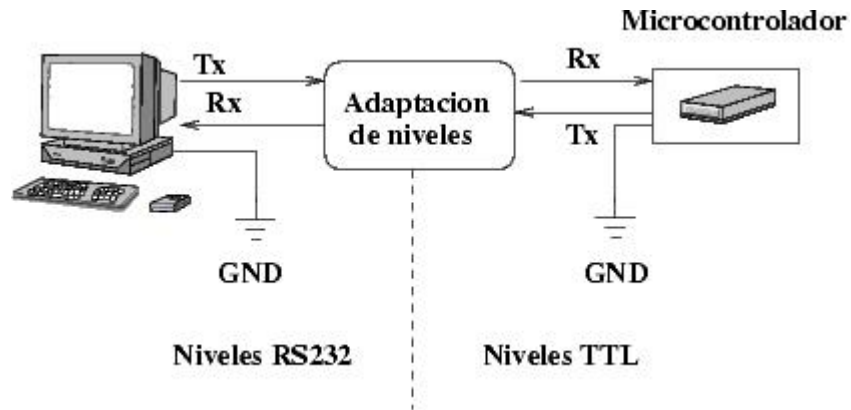 Microcontrolador
Tx
Rx
Adaptacion
de niveles
Rx
Tx
GND
GND
Niveles RS232
Niveles TTL